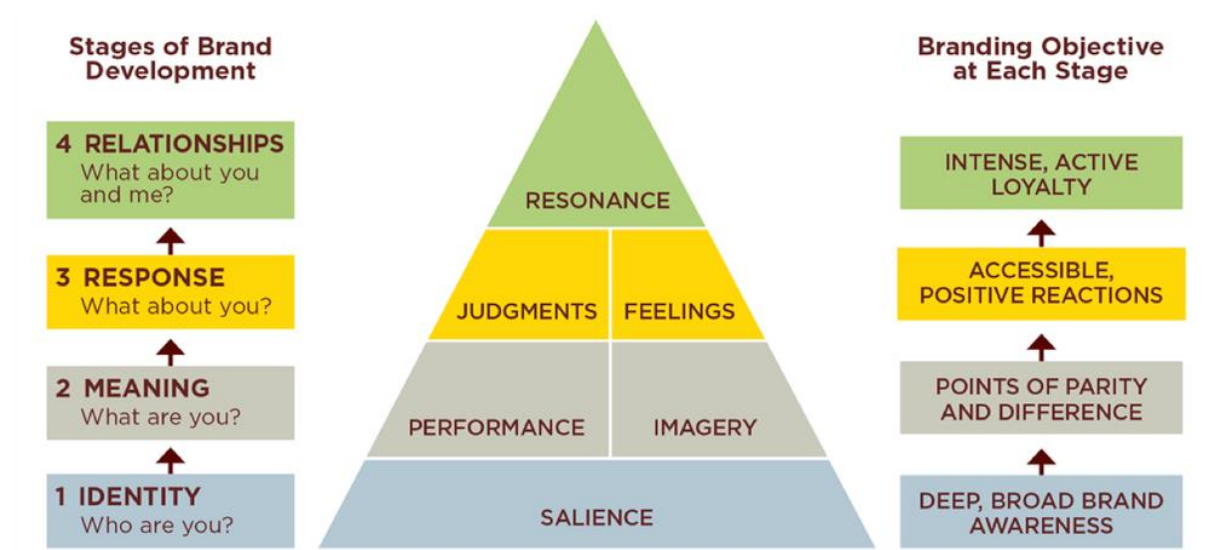 Stages of Brand
Development
4 RELATIONSHIPS
What about you
and me?
3 RESPONSE
What about you?
2 MEANING
What are you?
1 IDENTITY
Who are you?
RESONANCE
JUDGMENTS
FEELINGS
PERFORMANCE
IMAGERY
SALIENCE
Branding Objective
at Each Stage
INTENSE, ACTIVE
LOYALTY
ACCESSIBLE,
POSITIVE REACTIONS
POINTS OF PARITY
AND DIFFERENCE
DEEP, BROAD BRAND
AWARENESS